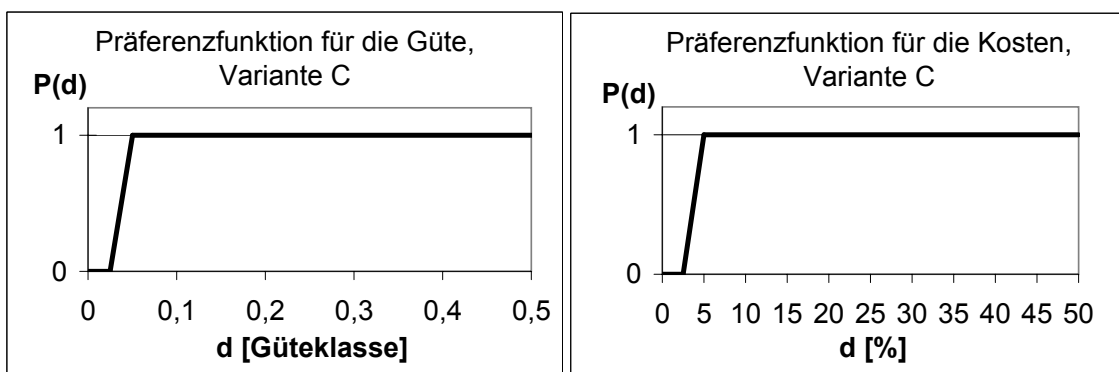 Präferenzfunktion für die Güte,
Variante C
P(d)
1
0
0 0,1 0,2 0,3 0,4 0,5
d [Güteklasse]
Präferenzfunktion für die Kosten,
Variante C
P(d)
1
0
0 5 10 15 20 25 30 35 40 45 50
d [%]